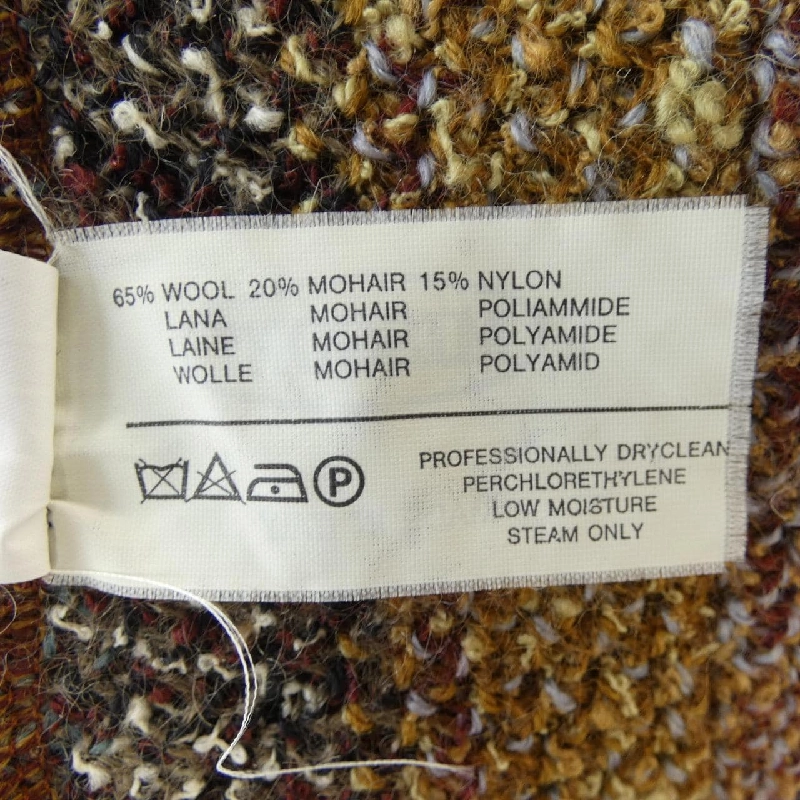 65% WOOL 20% MOHAIR 15% NYLON
LANA MOHAIR POLIAMMIDE
LAINE MOHAIR POLYAMIDE
WOLLE MOHAIR POLYAMID
P
PROFESSIONALLY DRYCLEAN
PERCHLORETHYLENE
LOW MOISTURE
STEAM ONLY